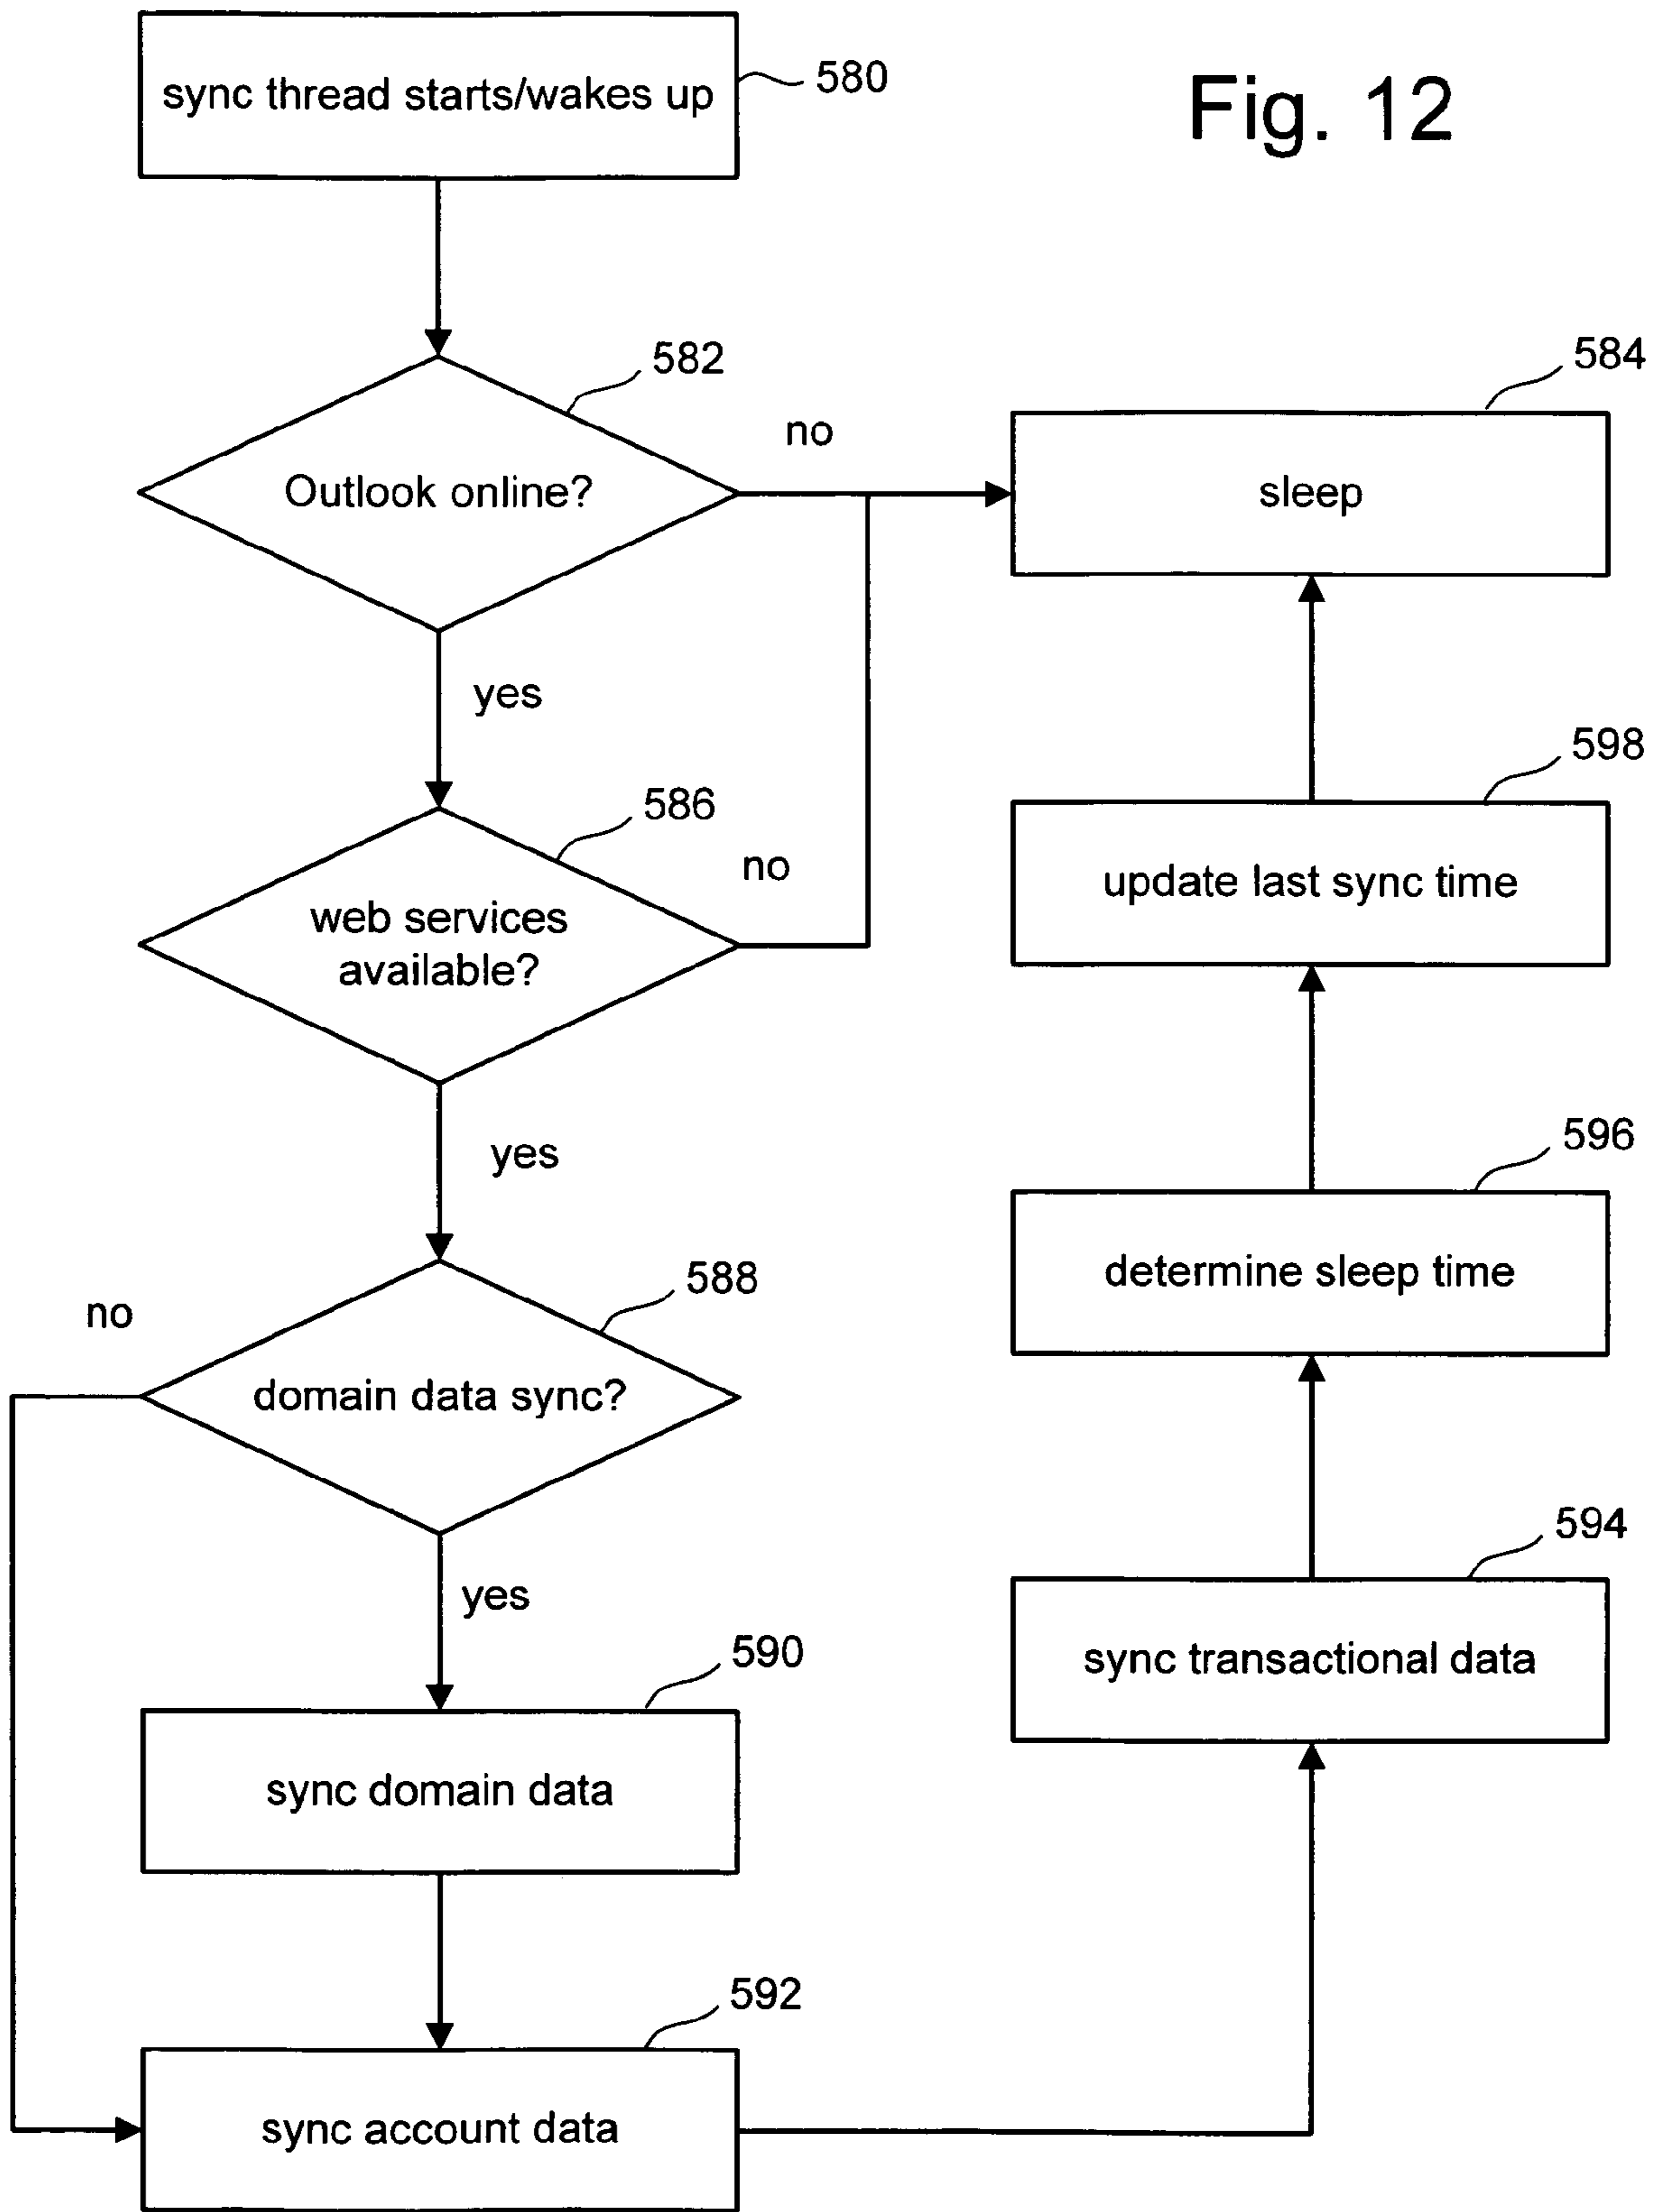 sync thread starts/wakes up
580
Fig. 12
582
Outlook online?
no
584
sleep
yes
586
web services
available?
no
598
update last sync time
yes
588
no
domain data sync?
596
determine sleep time
yes
590
sync domain data
594
sync transactional data
592
sync account data